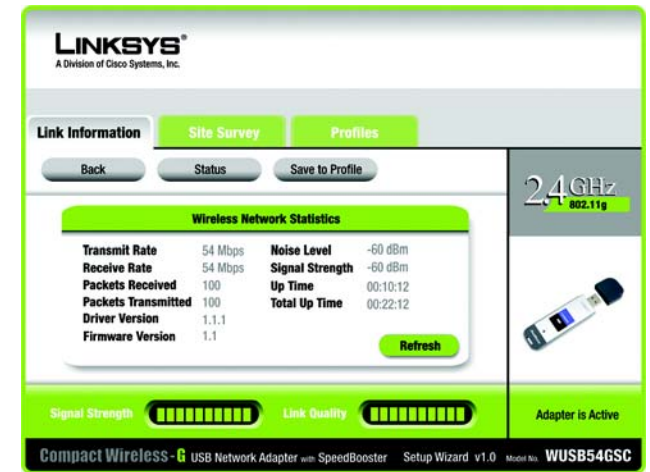 LINKSYS®
A Division of Cisco Systems, Inc.
Link Information Site Survey Profiles
Back Status Save to Profile
2.4GHz
802.11g
Wireless Network Statistics
Transmit Rate 54 Mbps Noise Level -60 dBm
Receive Rate 54 Mbps Signal Strength -60 dBm
Packets Received 100 Up Time 00:10:12
Packets Transmitted 100 Total Up Time 00:22:12
Driver Version 1.1.1
Firmware Version 1.1
Refresh
Signal Strength Link Quality Adapter is Active
Compact Wireless-G USB Network Adapter with SpeedBooster Setup Wizard v1.0 Model No. WUSB54GSC